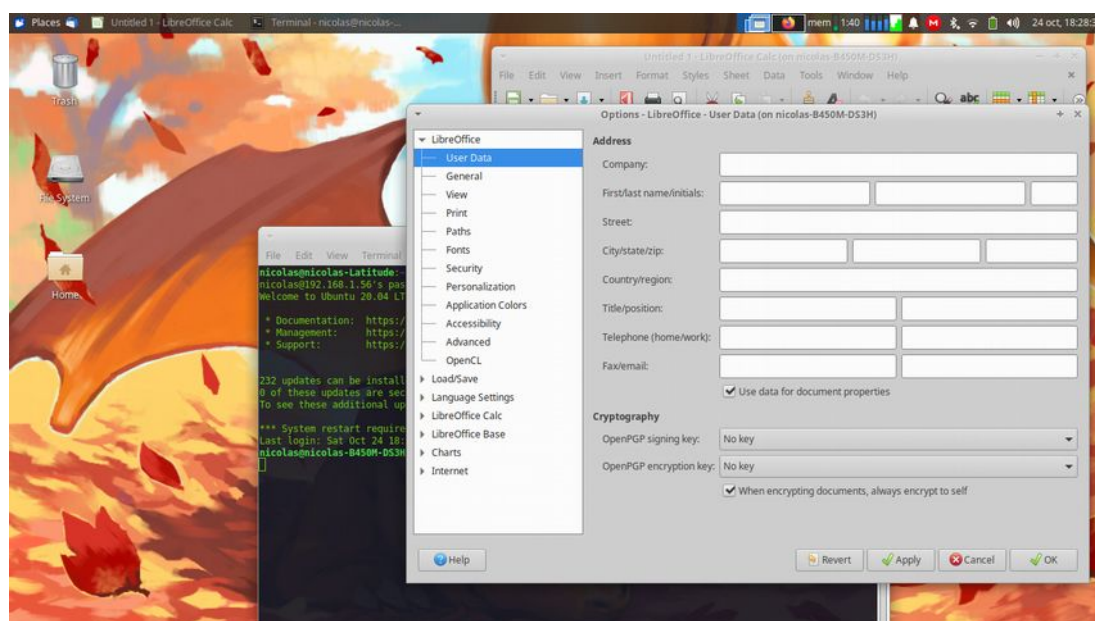 Places Untitled 1 - LibreOffice Calc Terminal - nicolas@nicolas-... mem 1:40 M 24 oct, 18:28:3
Trash
File System
Home
Untitled 1 - LibreOffice Calc (on nicolas-B450M-DS3H)
File Edit View Insert Format Styles Sheet Data Tools Window Help
abc
File Edit View Terminal
nicolas@nicolas-Latitude:
nicolas@192.168.1.56's pas
Welcome to Ubuntu 20.04 LT
* Documentation: https:/
* Management: https:/
* Support: https:/
232 updates can be install
0 of these updates are sec
To see these additional up
*** System restart require
Last login: Sat Oct 24 18:
nicolas@nicolas-B450M-DS3H
Options - LibreOffice - User Data (on nicolas-B450M-DS3H)
LibreOffice
User Data
General
View
Print
Paths
Fonts
Security
Personalization
Application Colors
Accessibility
Advanced
OpenCL
Load/Save
Language Settings
LibreOffice Calc
LibreOffice Base
Charts
Internet
Address
Company:
First/last name/initials:
Street:
City/state/zip:
Country/region:
Title/position:
Telephone (home/work):
Fax/email:
Use data for document properties
Cryptography
OpenPGP signing key: No key
OpenPGP encryption key: No key
When encrypting documents, always encrypt to self
Help Revert Apply Cancel OK